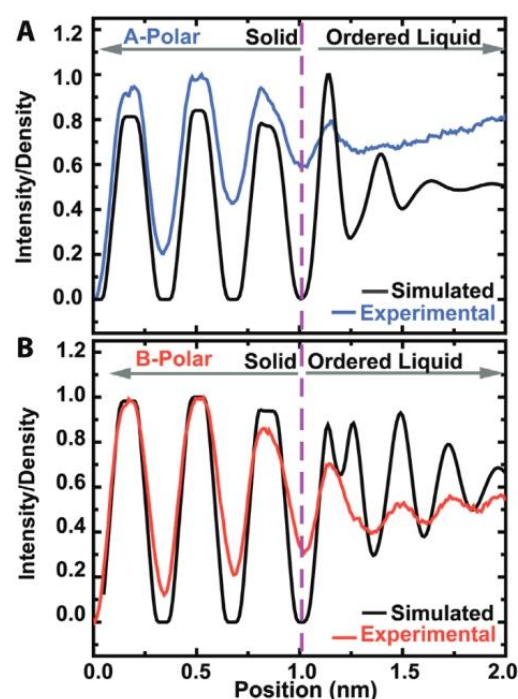 A
1.2
A-Polar Solid Ordered Liquid
1.0
0.8
0.6
0.4
0.2
0.0
Intensity/Density
Simulated
Experimental
B
1.2
B-Polar Solid Ordered Liquid
1.0
0.8
0.6
0.4
0.2
0.0
Intensity/Density
Simulated
Experimental
0.0 0.5 1.0 1.5 2.0
Position (nm)